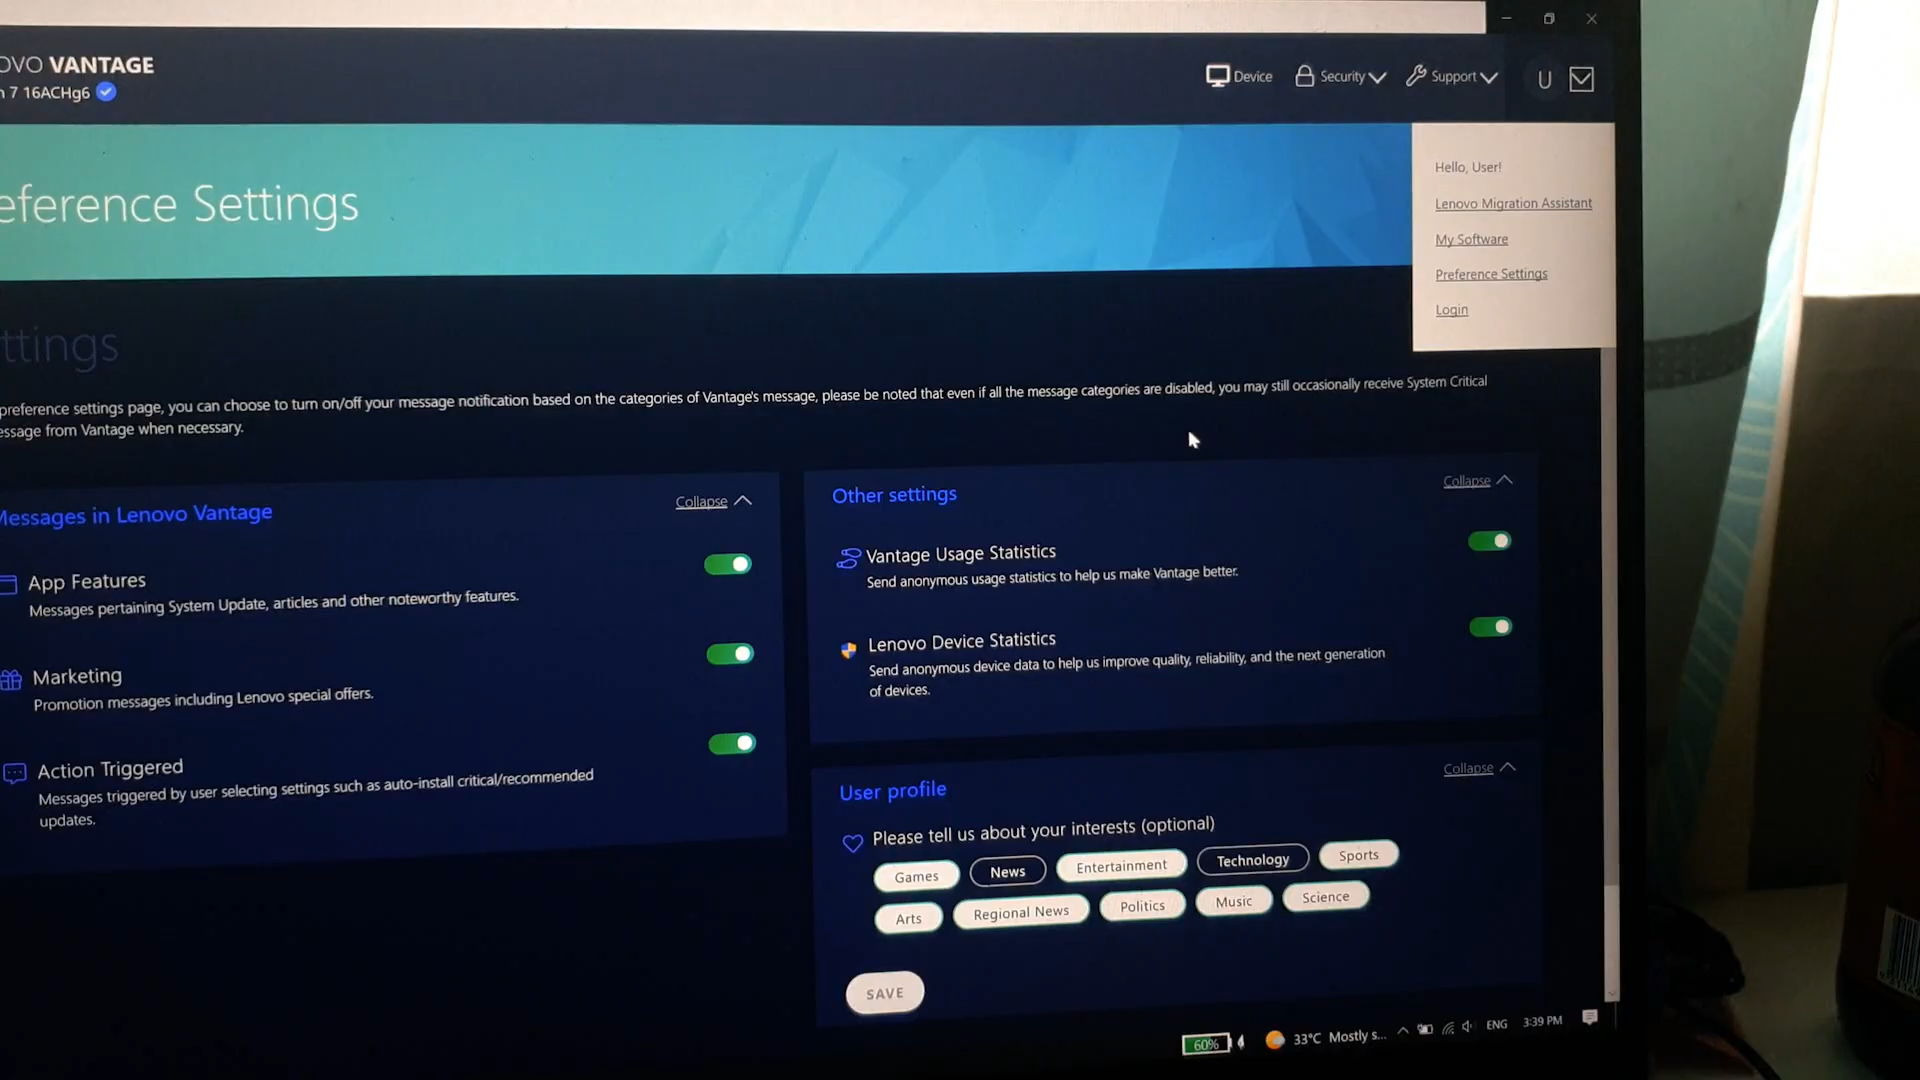 OVO VANTAGE
n 7 16ACHg6
Device
Security
Support
U
Hello, User!
Lenovo Migration Assistant
My Software
Preference Settings
Login
eference Settings
ttings
preference settings page, you can choose to turn on/off your message notification based on the categories of Vantage's message, please be noted that even if all the message categories are disabled, you may still occasionally receive System Critical
essage from Vantage when necessary.
Messages in Lenovo Vantage
Collapse
App Features
Messages pertaining System Update, articles and other noteworthy features.
Marketing
Promotion messages including Lenovo special offers.
Action Triggered
Messages triggered by user selecting settings such as auto-install critical/recommended
updates.
Other settings
Collapse
Vantage Usage Statistics
Send anonymous usage statistics to help us make Vantage better.
Lenovo Device Statistics
Send anonymous device data to help us improve quality, reliability, and the next generation
of devices.
User profile
Collapse
Please tell us about your interests (optional)
Games News Entertainment Technology Sports
Arts Regional News Politics Music Science
SAVE
60% 33°C Mostly s... ENG 3:39 PM